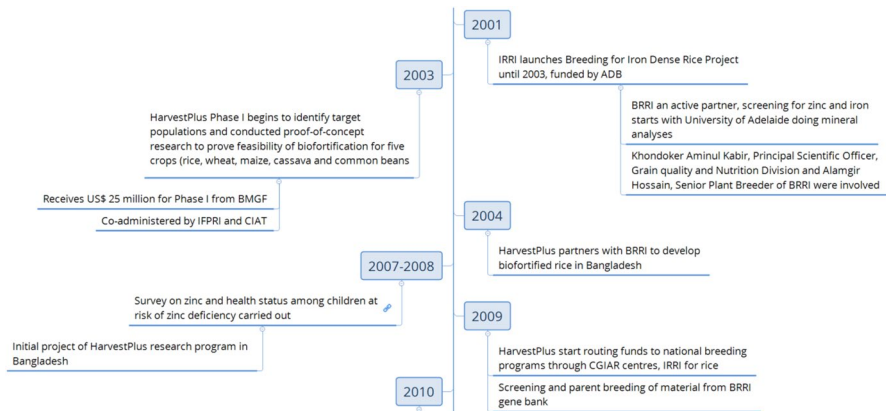 2001
IRRI launches Breeding for Iron Dense Rice Project
until 2003, funded by ADB
BRRI an active partner, screening for zinc and iron
starts with University of Adelaide doing mineral
analyses
Khondoker Aminul Kabir, Principal Scientific Officer,
Grain quality and Nutrition Division and Alamgir
Hossain, Senior Plant Breeder of BRRI were involved
2003
HarvestPlus Phase I begins to identify target
populations and conducted proof-of-concept
research to prove feasibility of biofortification for five
crops (rice, wheat, maize, cassava and common beans
Receives US$ 25 million for Phase I from BMGF
Co-administered by IFPRI and CIAT
2004
HarvestPlus partners with BRRI to develop
biofortified rice in Bangladesh
2007-2008
Survey on zinc and health status among children at
risk of zinc deficiency carried out
Initial project of HarvestPlus research program in
Bangladesh
2009
HarvestPlus start routing funds to national breeding
programs through CGIAR centres, IRRI for rice
Screening and parent breeding of material from BRRI
gene bank
2010